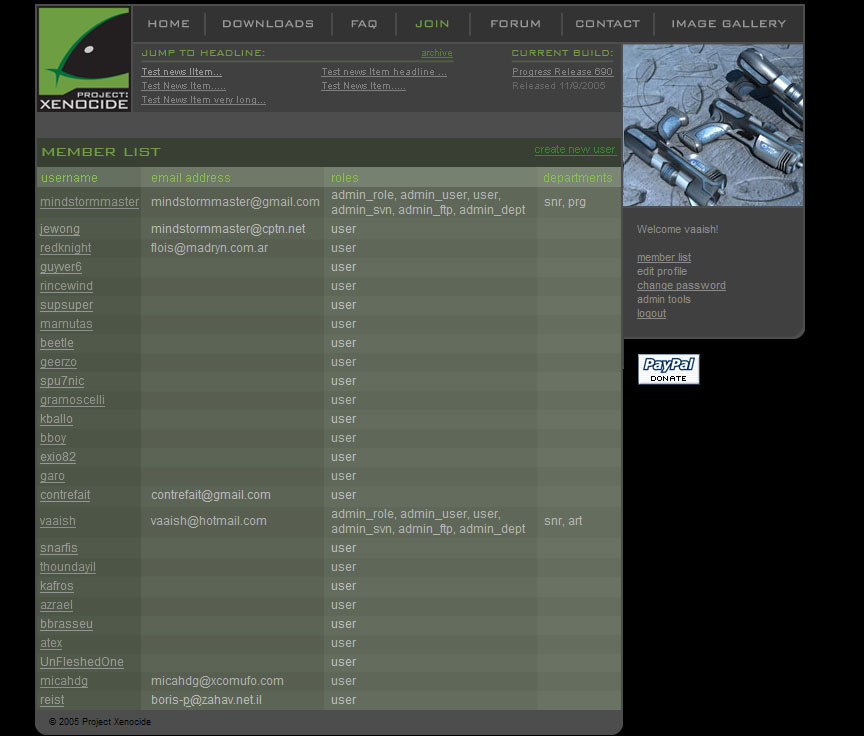 HOME DOWNLOADS FAQ JOIN FORUM CONTACT IMAGE GALLERY
PROJECT:
XENOCIDE
JUMP TO HEADLINE: archive
Test news IItem... Test news Item headline ...
Test News Item..... Test News Item.....
Test News Item very long...
CURRENT BUILD:
Progress Release 690
Released 11/9/2005
MEMBER LIST create new user
username email address roles departments
mindstormmaster mindstormmaster@gmail.com admin_role, admin_user, user, snr, prg
admin_svn, admin_ftp, admin_dept
jewong mindstormmaster@cptn.net user
redknight flois@madryn.com.ar user
guyver6 user
rincewind user
supsuper user
mamutas user
beetle user
geerzo user
spu7nic user
gramoscelli user
kballo user
bboy user
exio82 user
garo user
contrefait contrefait@gmail.com user
vaaish vaaish@hotmail.com admin_role, admin_user, user, snr, art
admin_svn, admin_ftp, admin_dept
snarfis user
thoundayil user
kafros user
azrael user
bbrasseu user
atex user
UnFleshedOne user
micahdg micahdg@xcomufo.com user
reist boris-p@zahav.net.il user
© 2005 Project Xenocide
Welcome vaaish!
member list
edit profile
change password
admin tools
logout
PayPal
DONATE